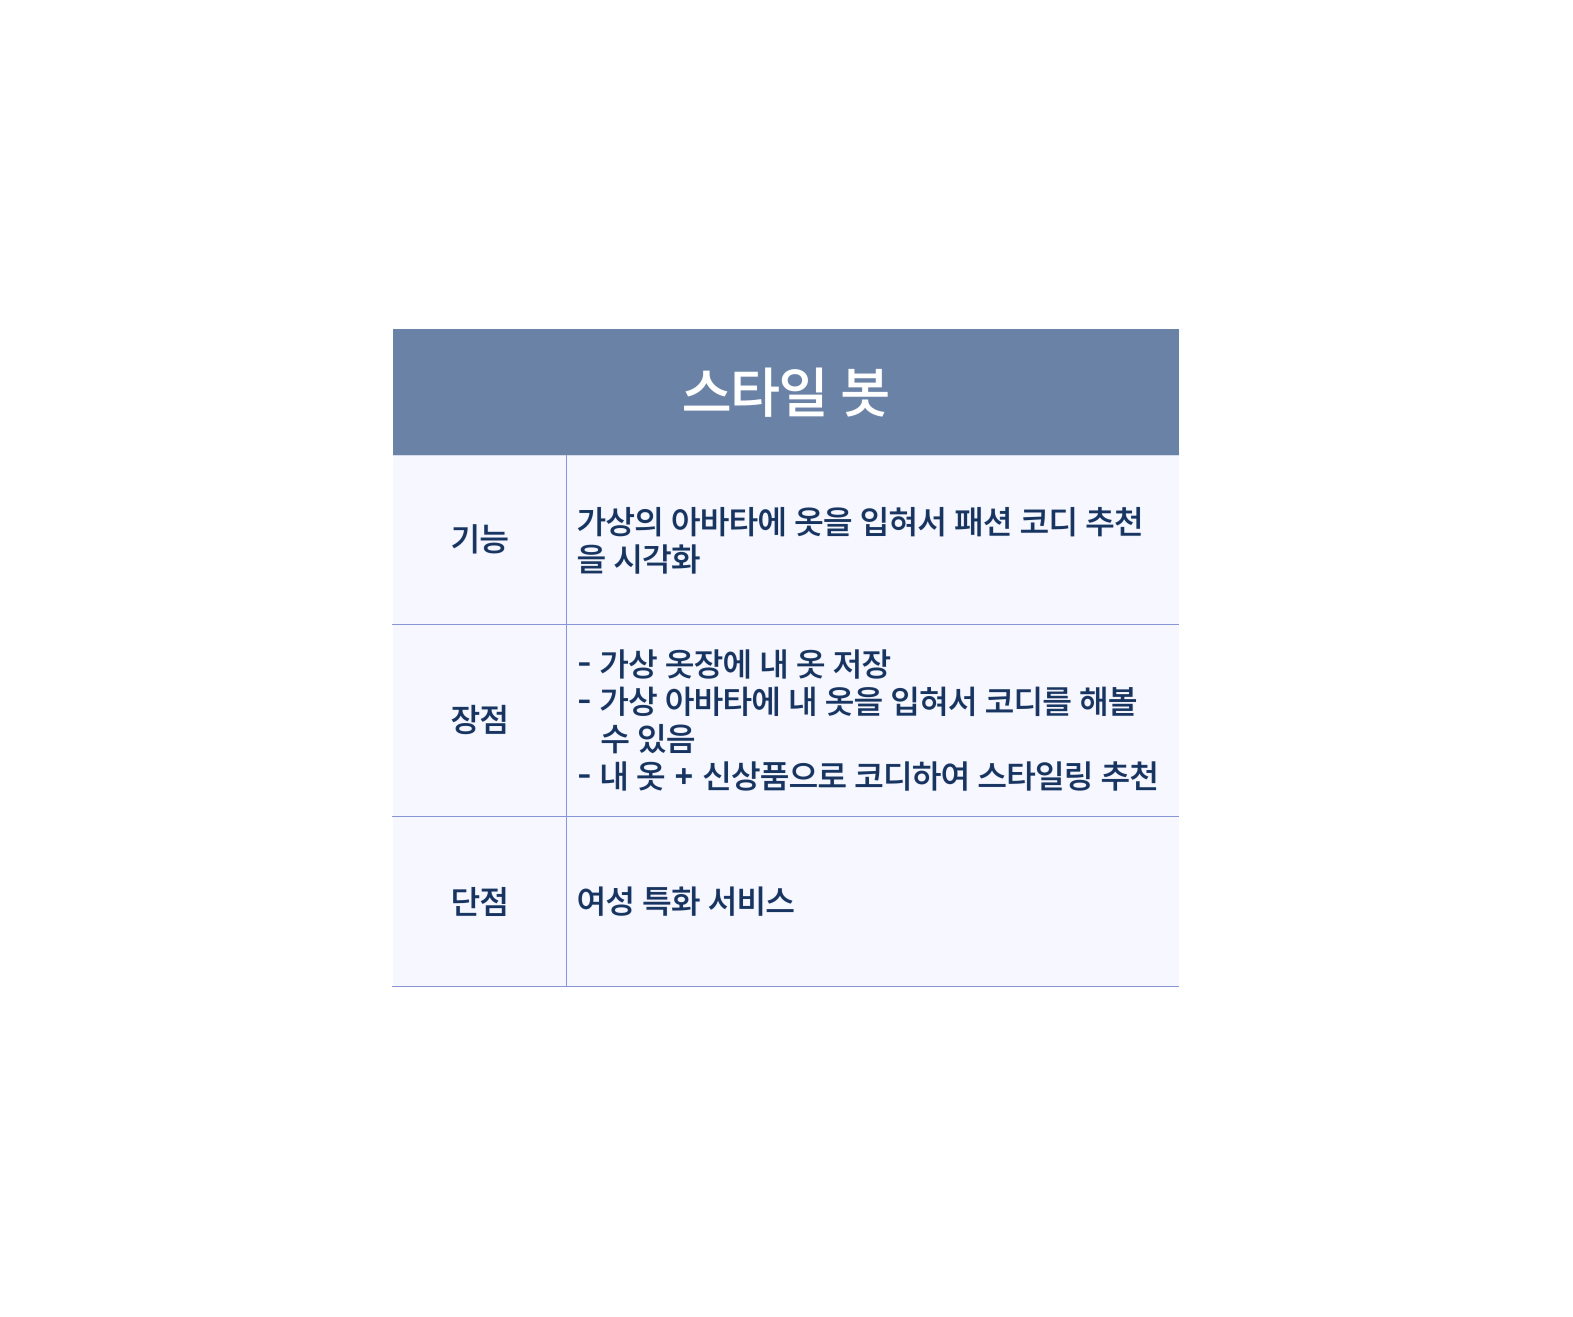 스타일 봇
기능
가상의 아바타에 옷을 입혀서 패션 코디 추천
을 시각화
장점
- 가상 옷장에 내 옷 저장
- 가상 아바타에 내 옷을 입혀서 코디를 해볼
수 있음
- 내 옷 + 신상품으로 코디하여 스타일링 추천
단점
여성 특화 서비스